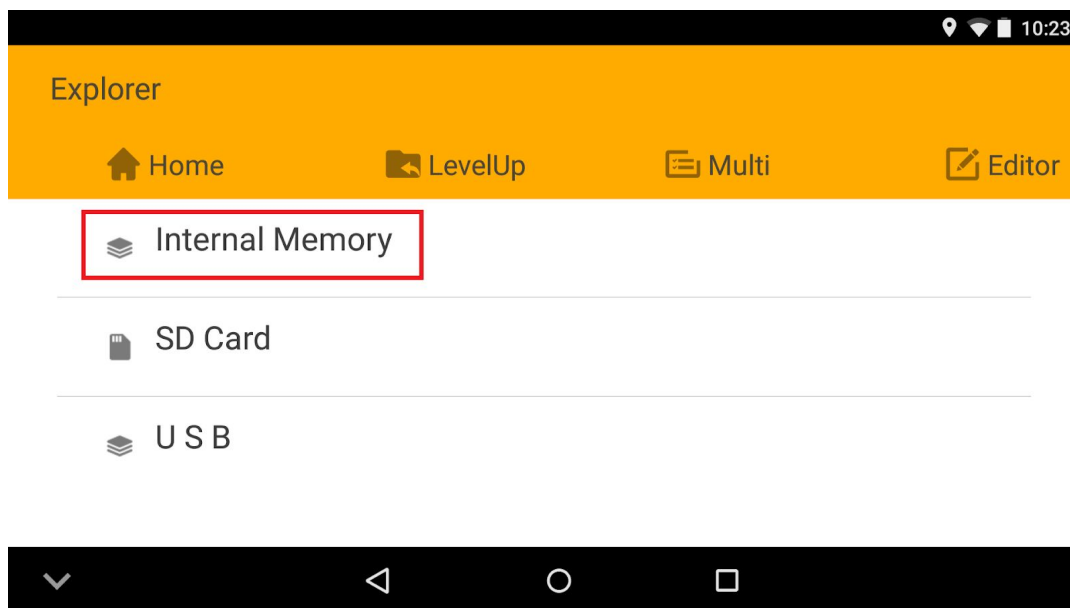 10:23
Explorer
Home LevelUp Multi Editor
Internal Memory
SD Card
U S B